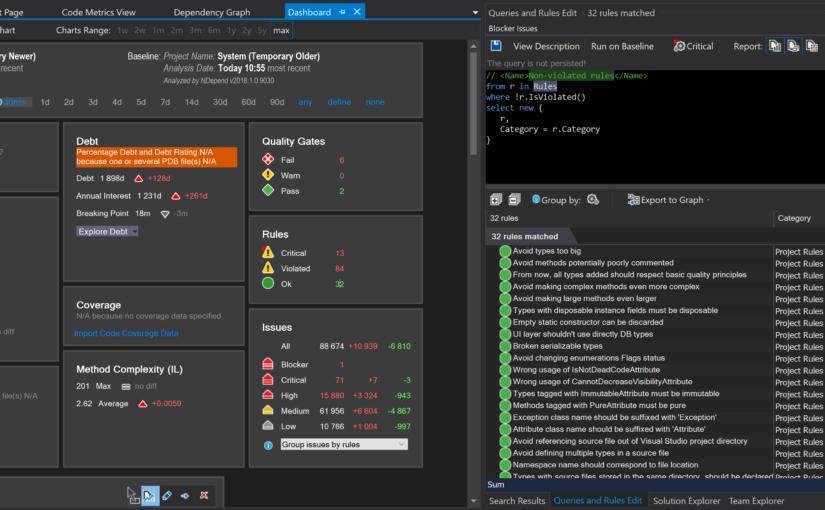 t Page Code Metrics View Dependency Graph Dashboard
hart Charts Range: 1w 2w 1m 2m 3m 6m 1y 2y 5y max
ry Newer)
recent
Baseline: Project Name: System (Temporary Older)
Analysis Date: Today 10:55 most recent
Analyzed by NDepend v2018.1.0.9030
30mns 1d 2d 3d 4d 5d 7d 14d 30d 60d 90d any define none
?
diff
file(s) N/A
Debt
Percentage Debt and Debt Rating N/A
because one or several PDB file(s) N/A
Debt 1 898d +128d
Annual Interest 1 231d +261d
Breaking Point 18m -3m
Explore Debt
Coverage
N/A because no coverage data specified
Import Code Coverage Data
Method Complexity (IL)
201 Max no diff
2.62 Average +0.0059
Quality Gates
Fail 6
Warn 0
Pass 2
Rules
Critical 13
Violated 84
Ok 32
Issues
All 88 674 +10 939 -6 810
Blocker 1
Critical 71 +7 -3
High 15 880 +3 324 -943
Medium 61 956 +6 604 -4 867
Low 10 766 +1 004 -997
Group issues by rules
Queries and Rules Edit - 32 rules matched
Blocker Issues
View Description Run on Baseline Critical Report:
The query is not persisted!
// <Name>Non-violated rules</Name>
from r in Rules
where !r.IsViolated()
select new {
r,
Category = r.Category
}
Group by: Export to Graph
32 rules Category
32 rules matched
Avoid types too big Project Rules
Avoid methods potentially poorly commented Project Rules
From now, all types added should respect basic quality principles Project Rules
Avoid making complex methods even more complex Project Rules
Avoid making large methods even larger Project Rules
Types with disposable instance fields must be disposable Project Rules
Empty static constructor can be discarded Project Rules
UI layer shouldn't use directly DB types Project Rules
Broken serializable types Project Rules
Avoid changing enumerations Flags status Project Rules
Wrong usage of IsNotDeadCodeAttribute Project Rules
Wrong usage of CannotDecreaseVisibilityAttribute Project Rules
Types tagged with ImmutableAttribute must be immutable Project Rules
Methods tagged with PureAttribute must be pure Project Rules
Exception class name should be suffixed with 'Exception' Project Rules
Attribute class name should be suffixed with 'Attribute' Project Rules
Avoid referencing source file out of Visual Studio project directory Project Rules
Avoid defining multiple types in a source file Project Rules
Namespace name should correspond to file location Project Rules
Types with source files stored in the same directory, should be declared Project Rules
Sum
Search Results Queries and Rules Edit Solution Explorer Team Explorer